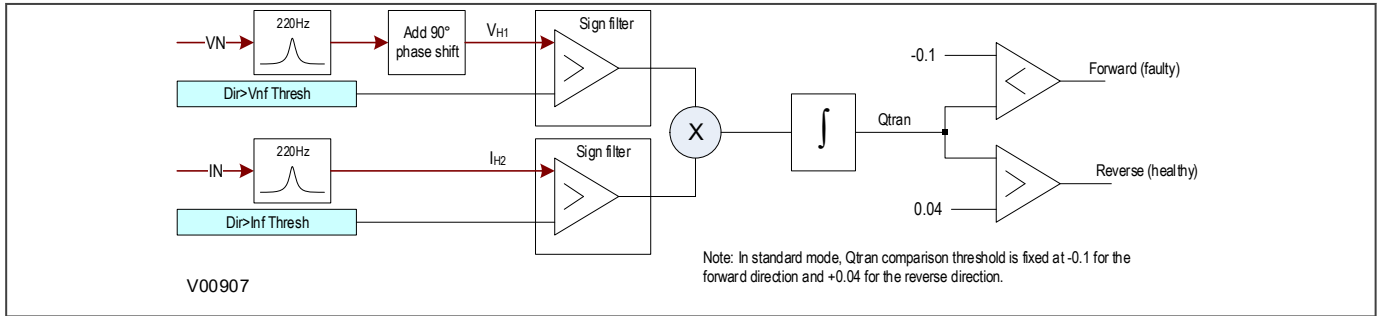 220Hz
VN
Add 90°
phase shift
VH1
Sign filter
Dir>Vnf Thresh
-0.1
Forward (faulty)
X
∫
Qtran
220Hz
IN
IH2
Sign filter
Dir>Inf Thresh
Reverse (healthy)
0.04
Note: In standard mode, Qtran comparison threshold is fixed at -0.1 for the
forward direction and +0.04 for the reverse direction.
V00907